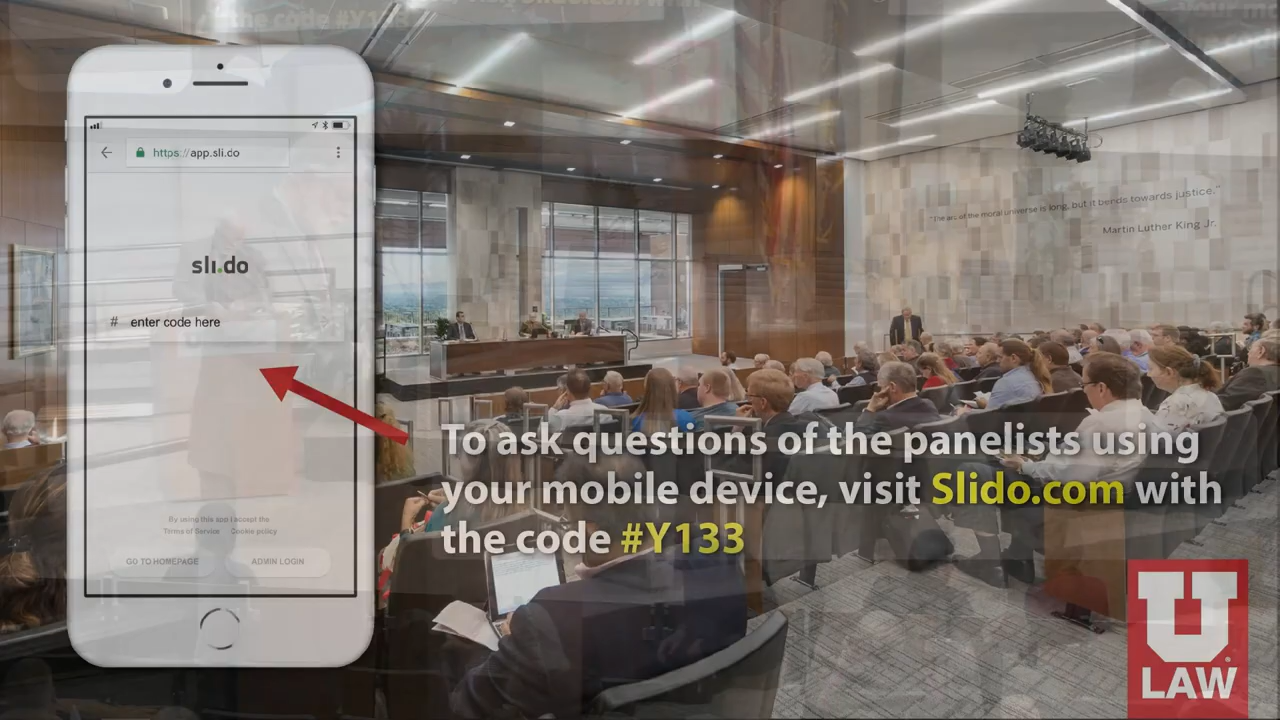 the code #Y133
https://app.sli.do
sli.do
# enter code here
By using this app I accept the
Terms of Service Cookie policy
GO TO HOMEPAGE ADMIN LOGIN
"The arc of the moral universe is long, but it bends towards justice."
Martin Luther King Jr.
To ask questions of the panelists using
your mobile device, visit Slido.com with
the code #Y133
U
LAW